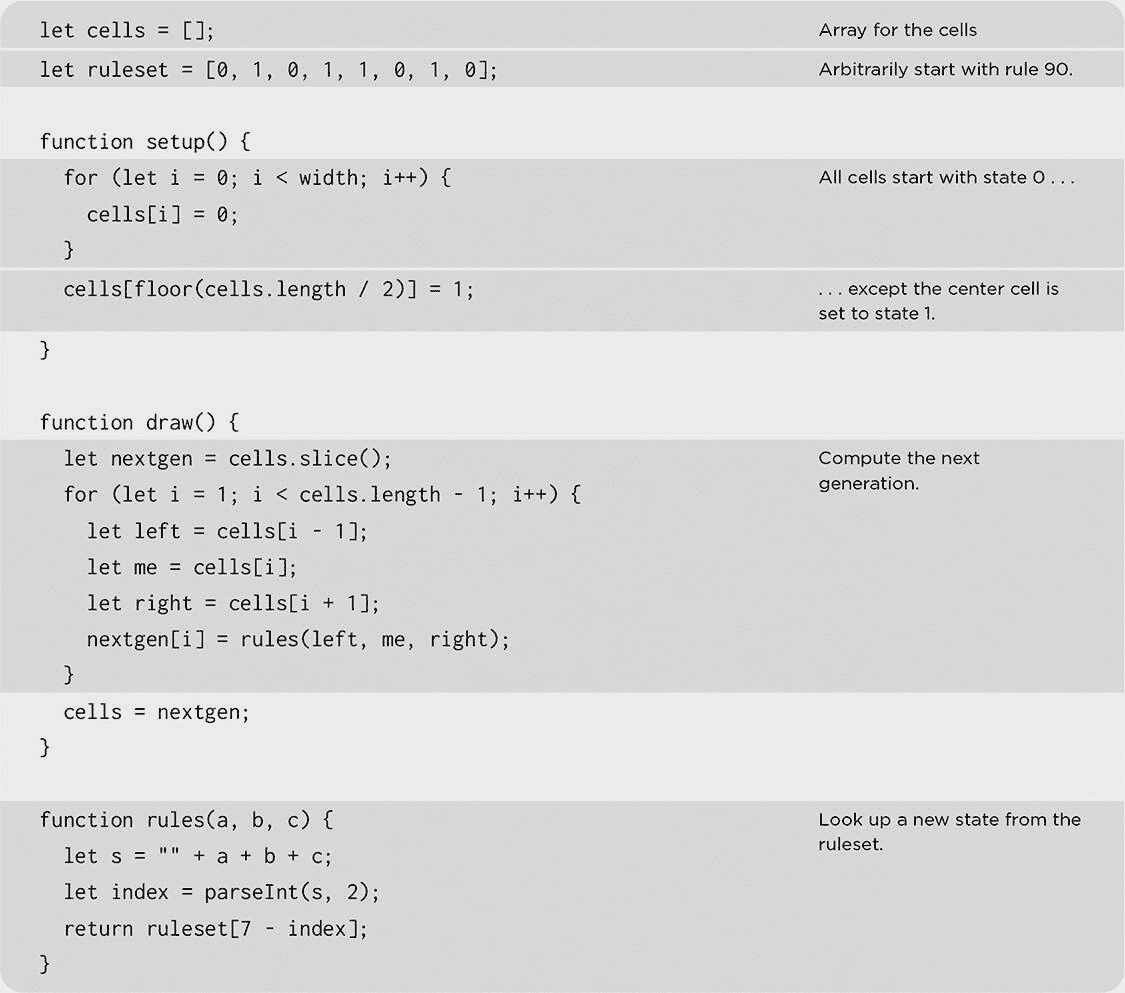 let cells = [];
Array for the cells
let ruleset = [0, 1, 0, 1, 1, 0, 1, 0];
Arbitrarily start with rule 90.
function setup() {
for (let i = 0; i < width; i++) {
All cells start with state 0 . . .
cells[i] = 0;
}
cells[floor(cells.length / 2)] = 1;
. . . except the center cell is
set to state 1.
}
function draw() {
let nextgen = cells.slice();
Compute the next
generation.
for (let i = 1; i < cells.length - 1; i++) {
let left = cells[i - 1];
let me = cells[i];
let right = cells[i + 1];
nextgen[i] = rules(left, me, right);
}
cells = nextgen;
}
function rules(a, b, c) {
Look up a new state from the
ruleset.
let s = "" + a + b + c;
let index = parseInt(s, 2);
return ruleset[7 - index];
}